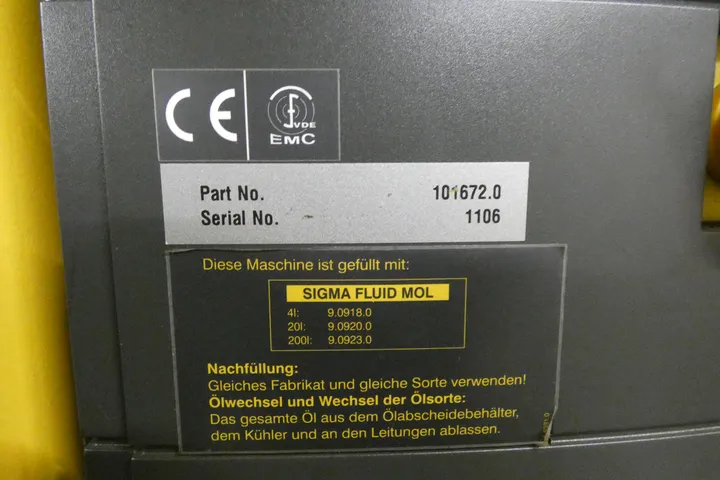 CE
VDE
EMC
Part No. 101672.0
Serial No. 1106
Diese Maschine ist gefüllt mit:
SIGMA FLUID MOL
4l: 9.0918.0
20l: 9.0920.0
200l: 9.0923.0
Nachfüllung:
Gleiches Fabrikat und gleiche Sorte verwenden!
Ölwechsel und Wechsel der Ölsorte:
Das gesamte Öl aus dem Ölabscheidebehälter,
dem Kühler und an den Leitungen ablassen.